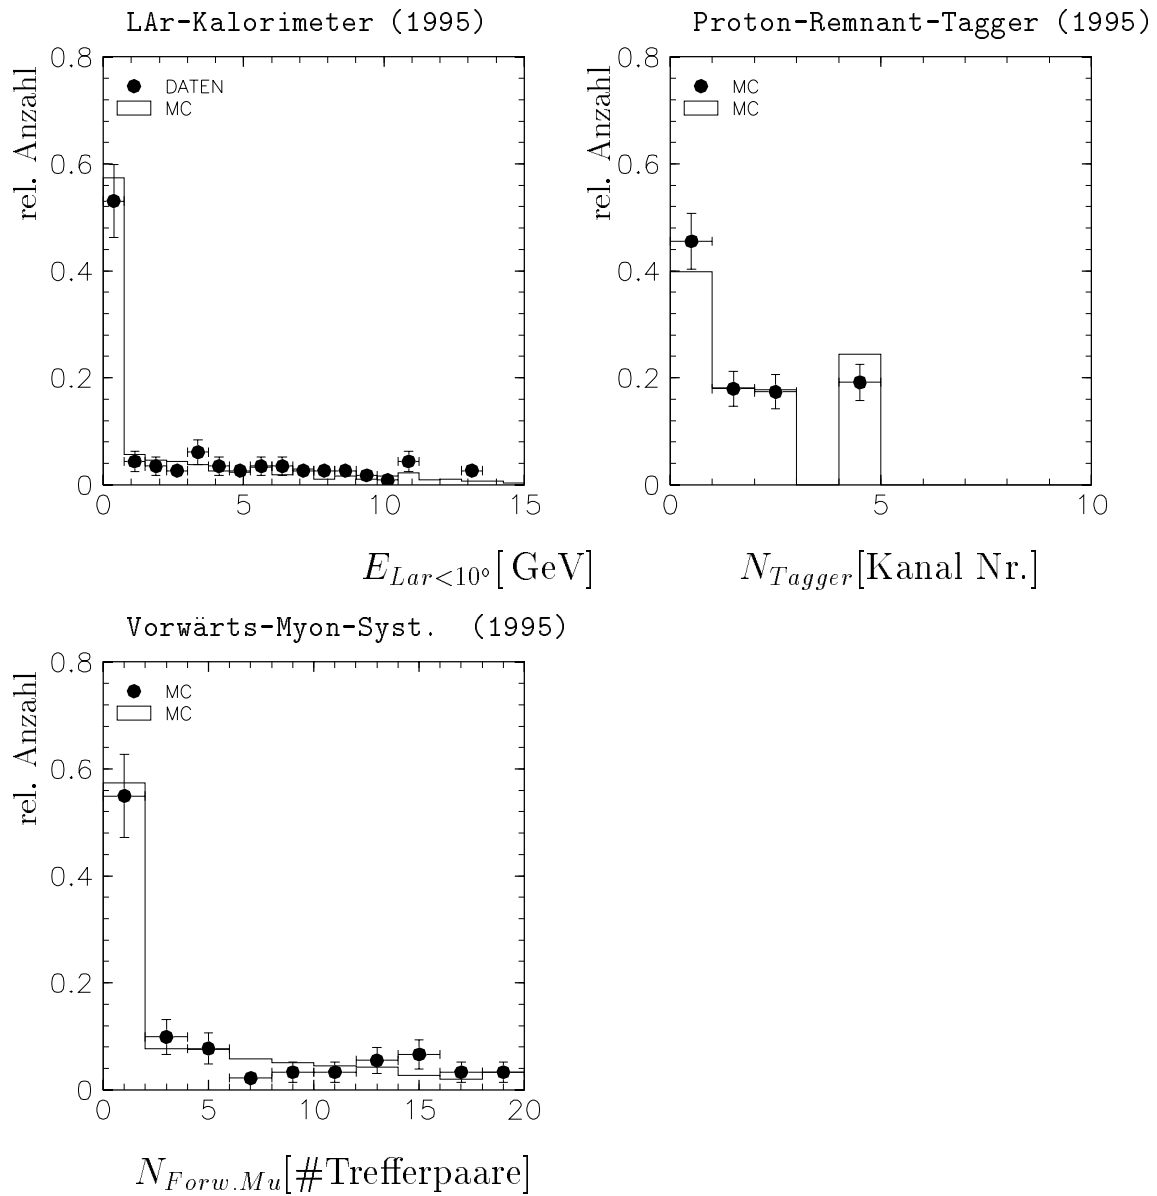 LAr-Kalorimeter (1995)
rel. Anzahl
0.8
0.6
0.4
0.2
0
DATEN
MC
0 5 10 15
E_{Lar<10°}[ GeV]
Proton-Remnant-Tagger (1995)
rel. Anzahl
0.8
0.6
0.4
0.2
0
MC
MC
0 5 10
N_{Tagger}[Kanal Nr.]
Vorwärts-Myon-Syst. (1995)
rel. Anzahl
0.8
0.6
0.4
0.2
0
MC
MC
0 5 10 15 20
N_{Forw.Mu}[#Trefferpaare]